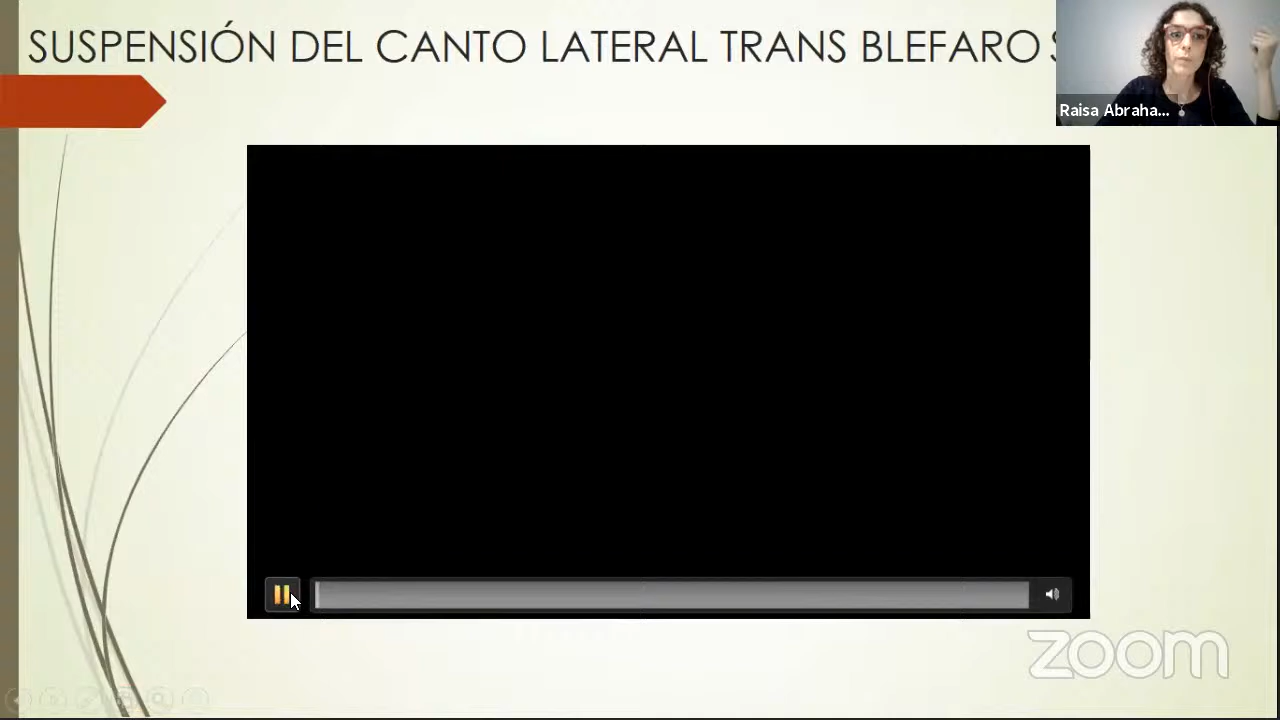 SUSPENSIÓN DEL CANTO LATERAL TRANS BLEFARO
Raisa Abraha...
zoom